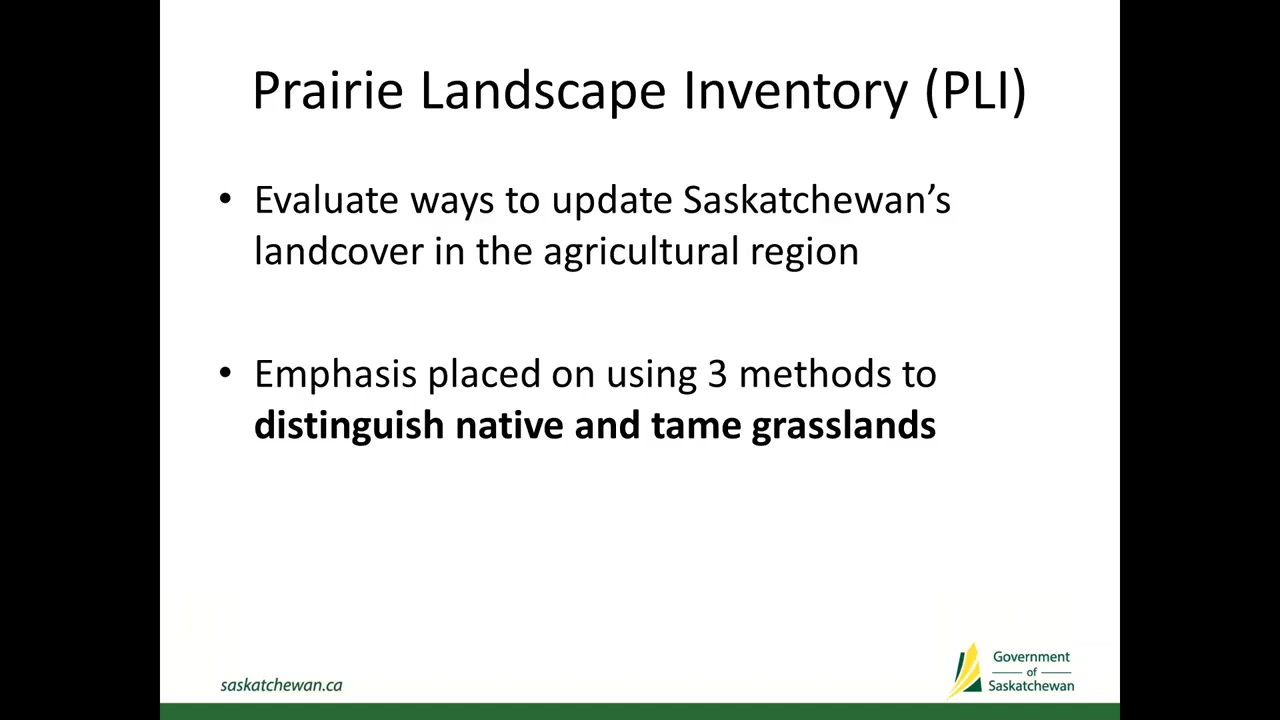 Prairie Landscape Inventory (PLI)
• Evaluate ways to update Saskatchewan’s
landcover in the agricultural region
• Emphasis placed on using 3 methods to
distinguish native and tame grasslands
saskatchewan.ca
Government
of
Saskatchewan